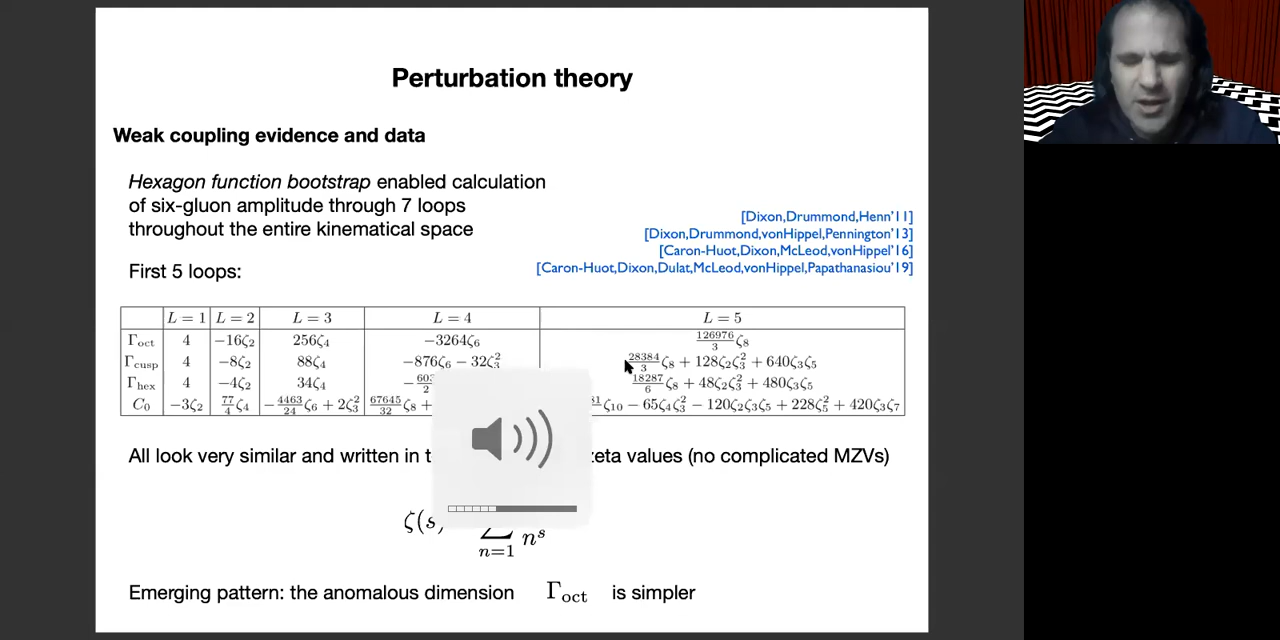 Perturbation theory
Weak coupling evidence and data
Hexagon function bootstrap enabled calculation
of six-gluon amplitude through 7 loops
throughout the entire kinematical space
[Dixon,Drummond,Henn'11]
[Dixon,Drummond,vonHippel,Pennington'13]
[Caron-Huot,Dixon,McLeod,vonHippel'16]
[Caron-Huot,Dixon,Dulat,McLeod,vonHippel,Papathanasiou'19]
First 5 loops:
L = 1 L = 2 L = 3 L = 4 L = 5
Γoct 4 −16ζ₂ 256ζ₄ −3264ζ₆ 126976/3 ζ₈
Γcusp 4 −8ζ₂ 88ζ₄ −876ζ₆ − 32ζ₃² 28384/3 ζ₈ + 128ζ₂ζ₃² + 640ζ₃ζ₅
Γhex 4 −4ζ₂ 34ζ₄ 18287/6 ζ₈ + 48ζ₂ζ₃² + 480ζ₃ζ₅
C₀ −3ζ₂ 77/4 ζ₄ −4463/24 ζ₆ + 2ζ₃² 67645/32 ζ₈ + ζ₁₀ − 65ζ₄ζ₃² − 120ζ₂ζ₃ζ₅ + 228ζ₅² + 420ζ₃ζ₇
All look very similar and written in zeta values (no complicated MZVs)
ζ(s) n=1 nˢ
Emerging pattern: the anomalous dimension Γoct is simpler